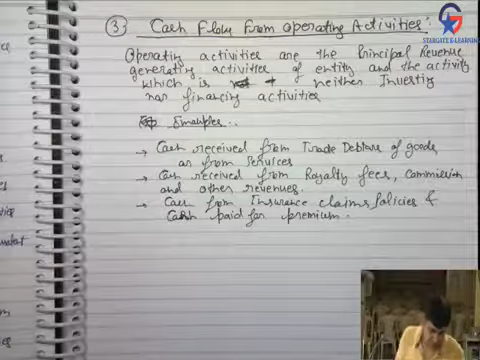 ③ Cash Flow From Operating Activities:
STARGATE E-LEARNIN
Operating activities are the Principal Revenue
generating activities of entity and the activity
which is neither Investing
nor financing activities
Examples :.
→ Cash received from Trade Debtors of goods
or from services
→ Cash received from Royalty fees, Commission
and other revenues.
→ Cash from Insurance claims, Policies &
Cash paid for premium.